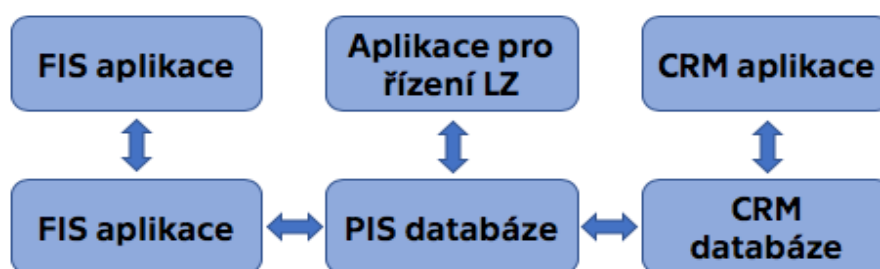 FIS aplikace
Aplikace pro
řízení LZ
CRM aplikace
FIS aplikace
PIS databáze
CRM
databáze